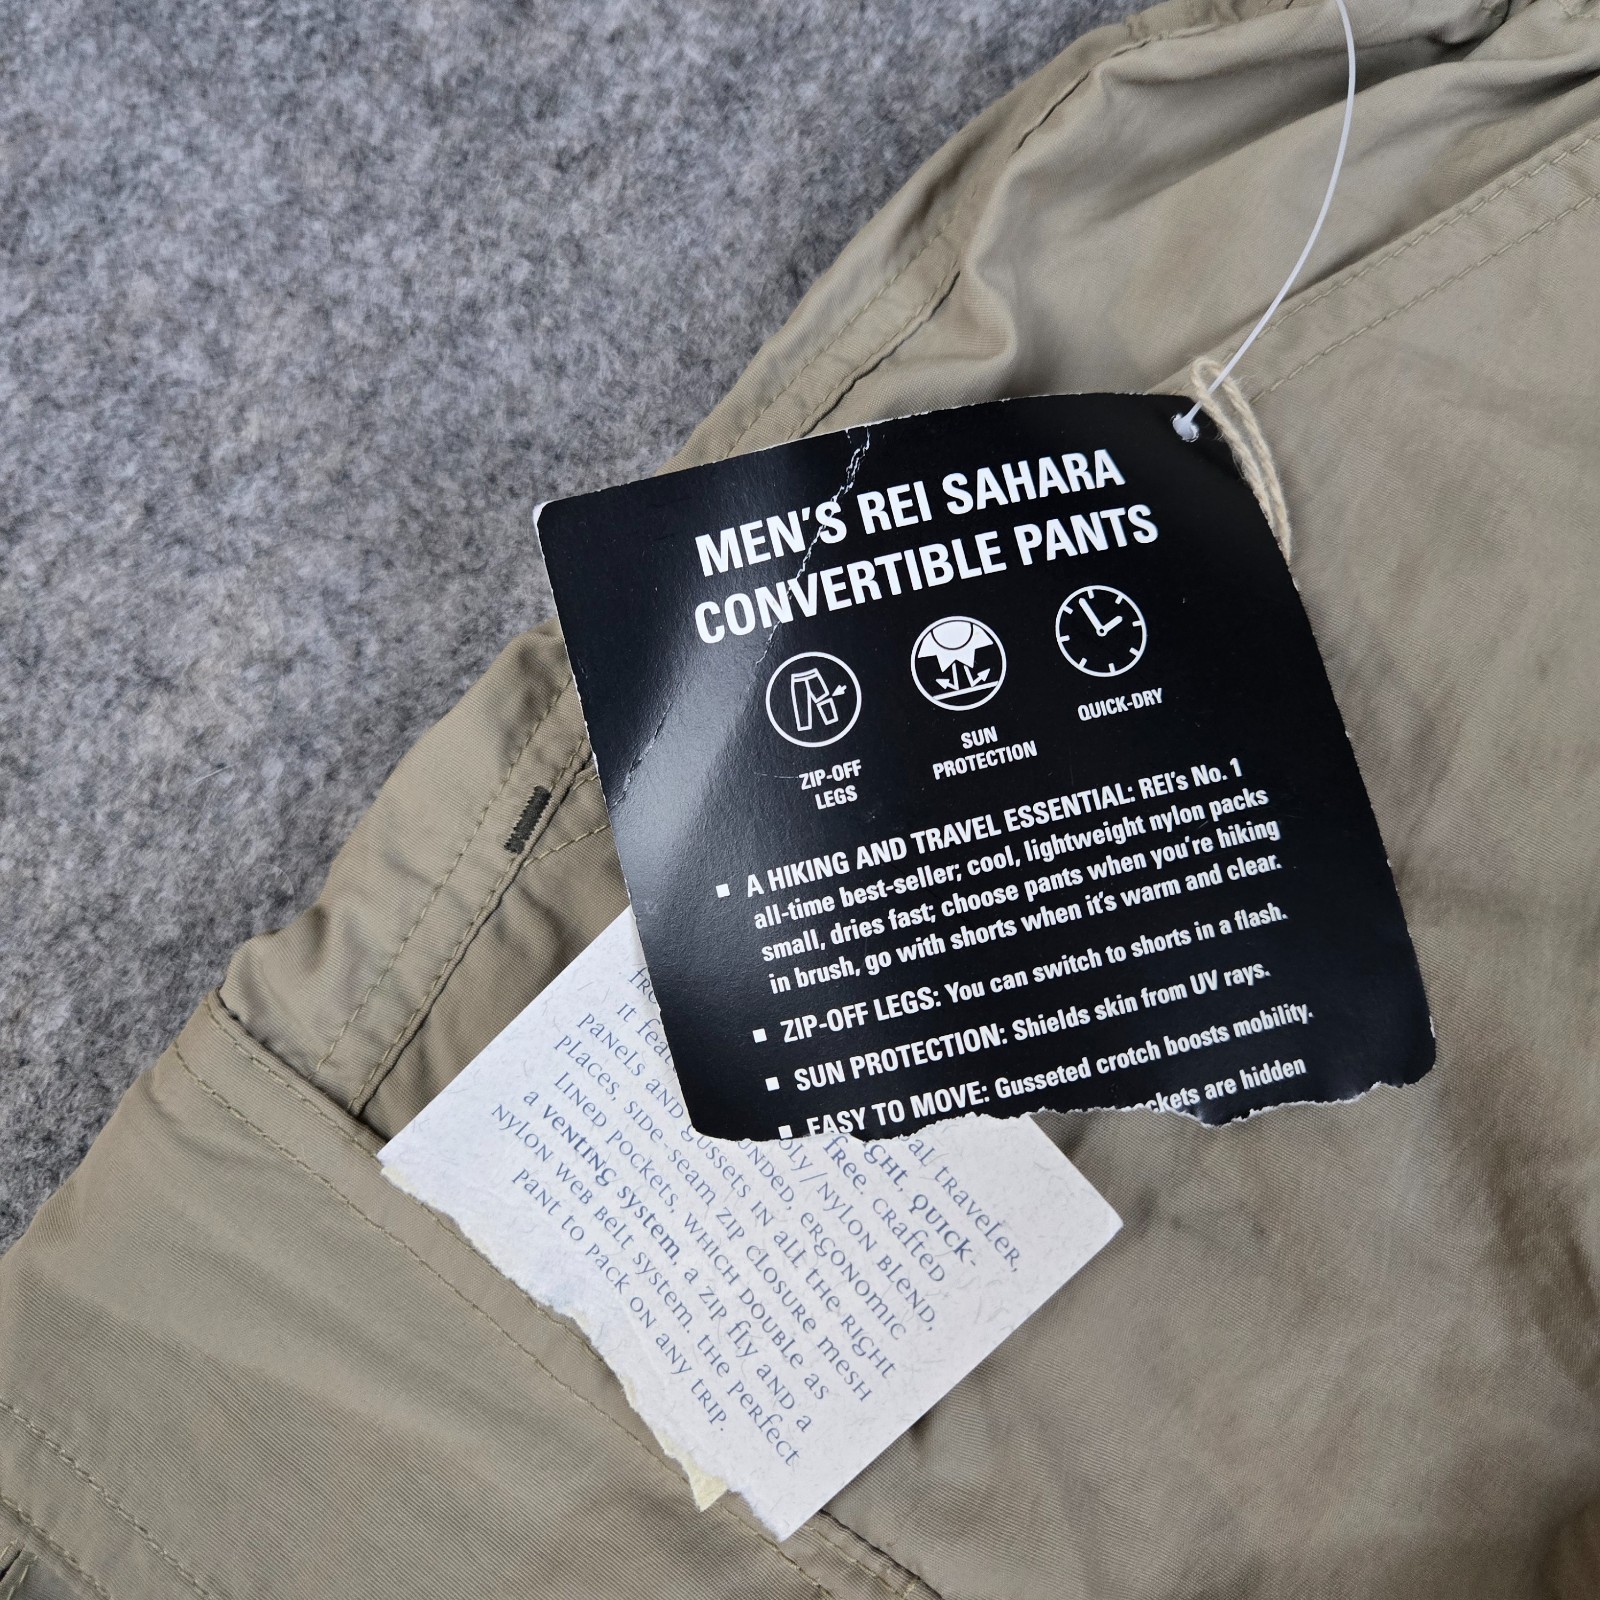 MEN'S REI SAHARA
CONVERTIBLE PANTS
ZIP-OFF
LEGS
SUN
PROTECTION
QUICK-DRY
▪ A HIKING AND TRAVEL ESSENTIAL: REI's No. 1
all-time best-seller; cool, lightweight nylon packs
small, dries fast; choose pants when you're hiking
in brush, go with shorts when it's warm and clear.
▪ ZIP-OFF LEGS: You can switch to shorts in a flash.
▪ SUN PROTECTION: Shields skin from UV rays.
▪ EASY TO MOVE: Gusseted crotch boosts mobility.
are hidden
traveler,
quick-
free. crafted
nylon blend,
ergonomic
panels and gussets in all the right
places, side-seam zip closure mesh
lined pockets, which double as
a venting system, a zip fly and a
nylon web belt system. the perfect
pant to pack on any trip.